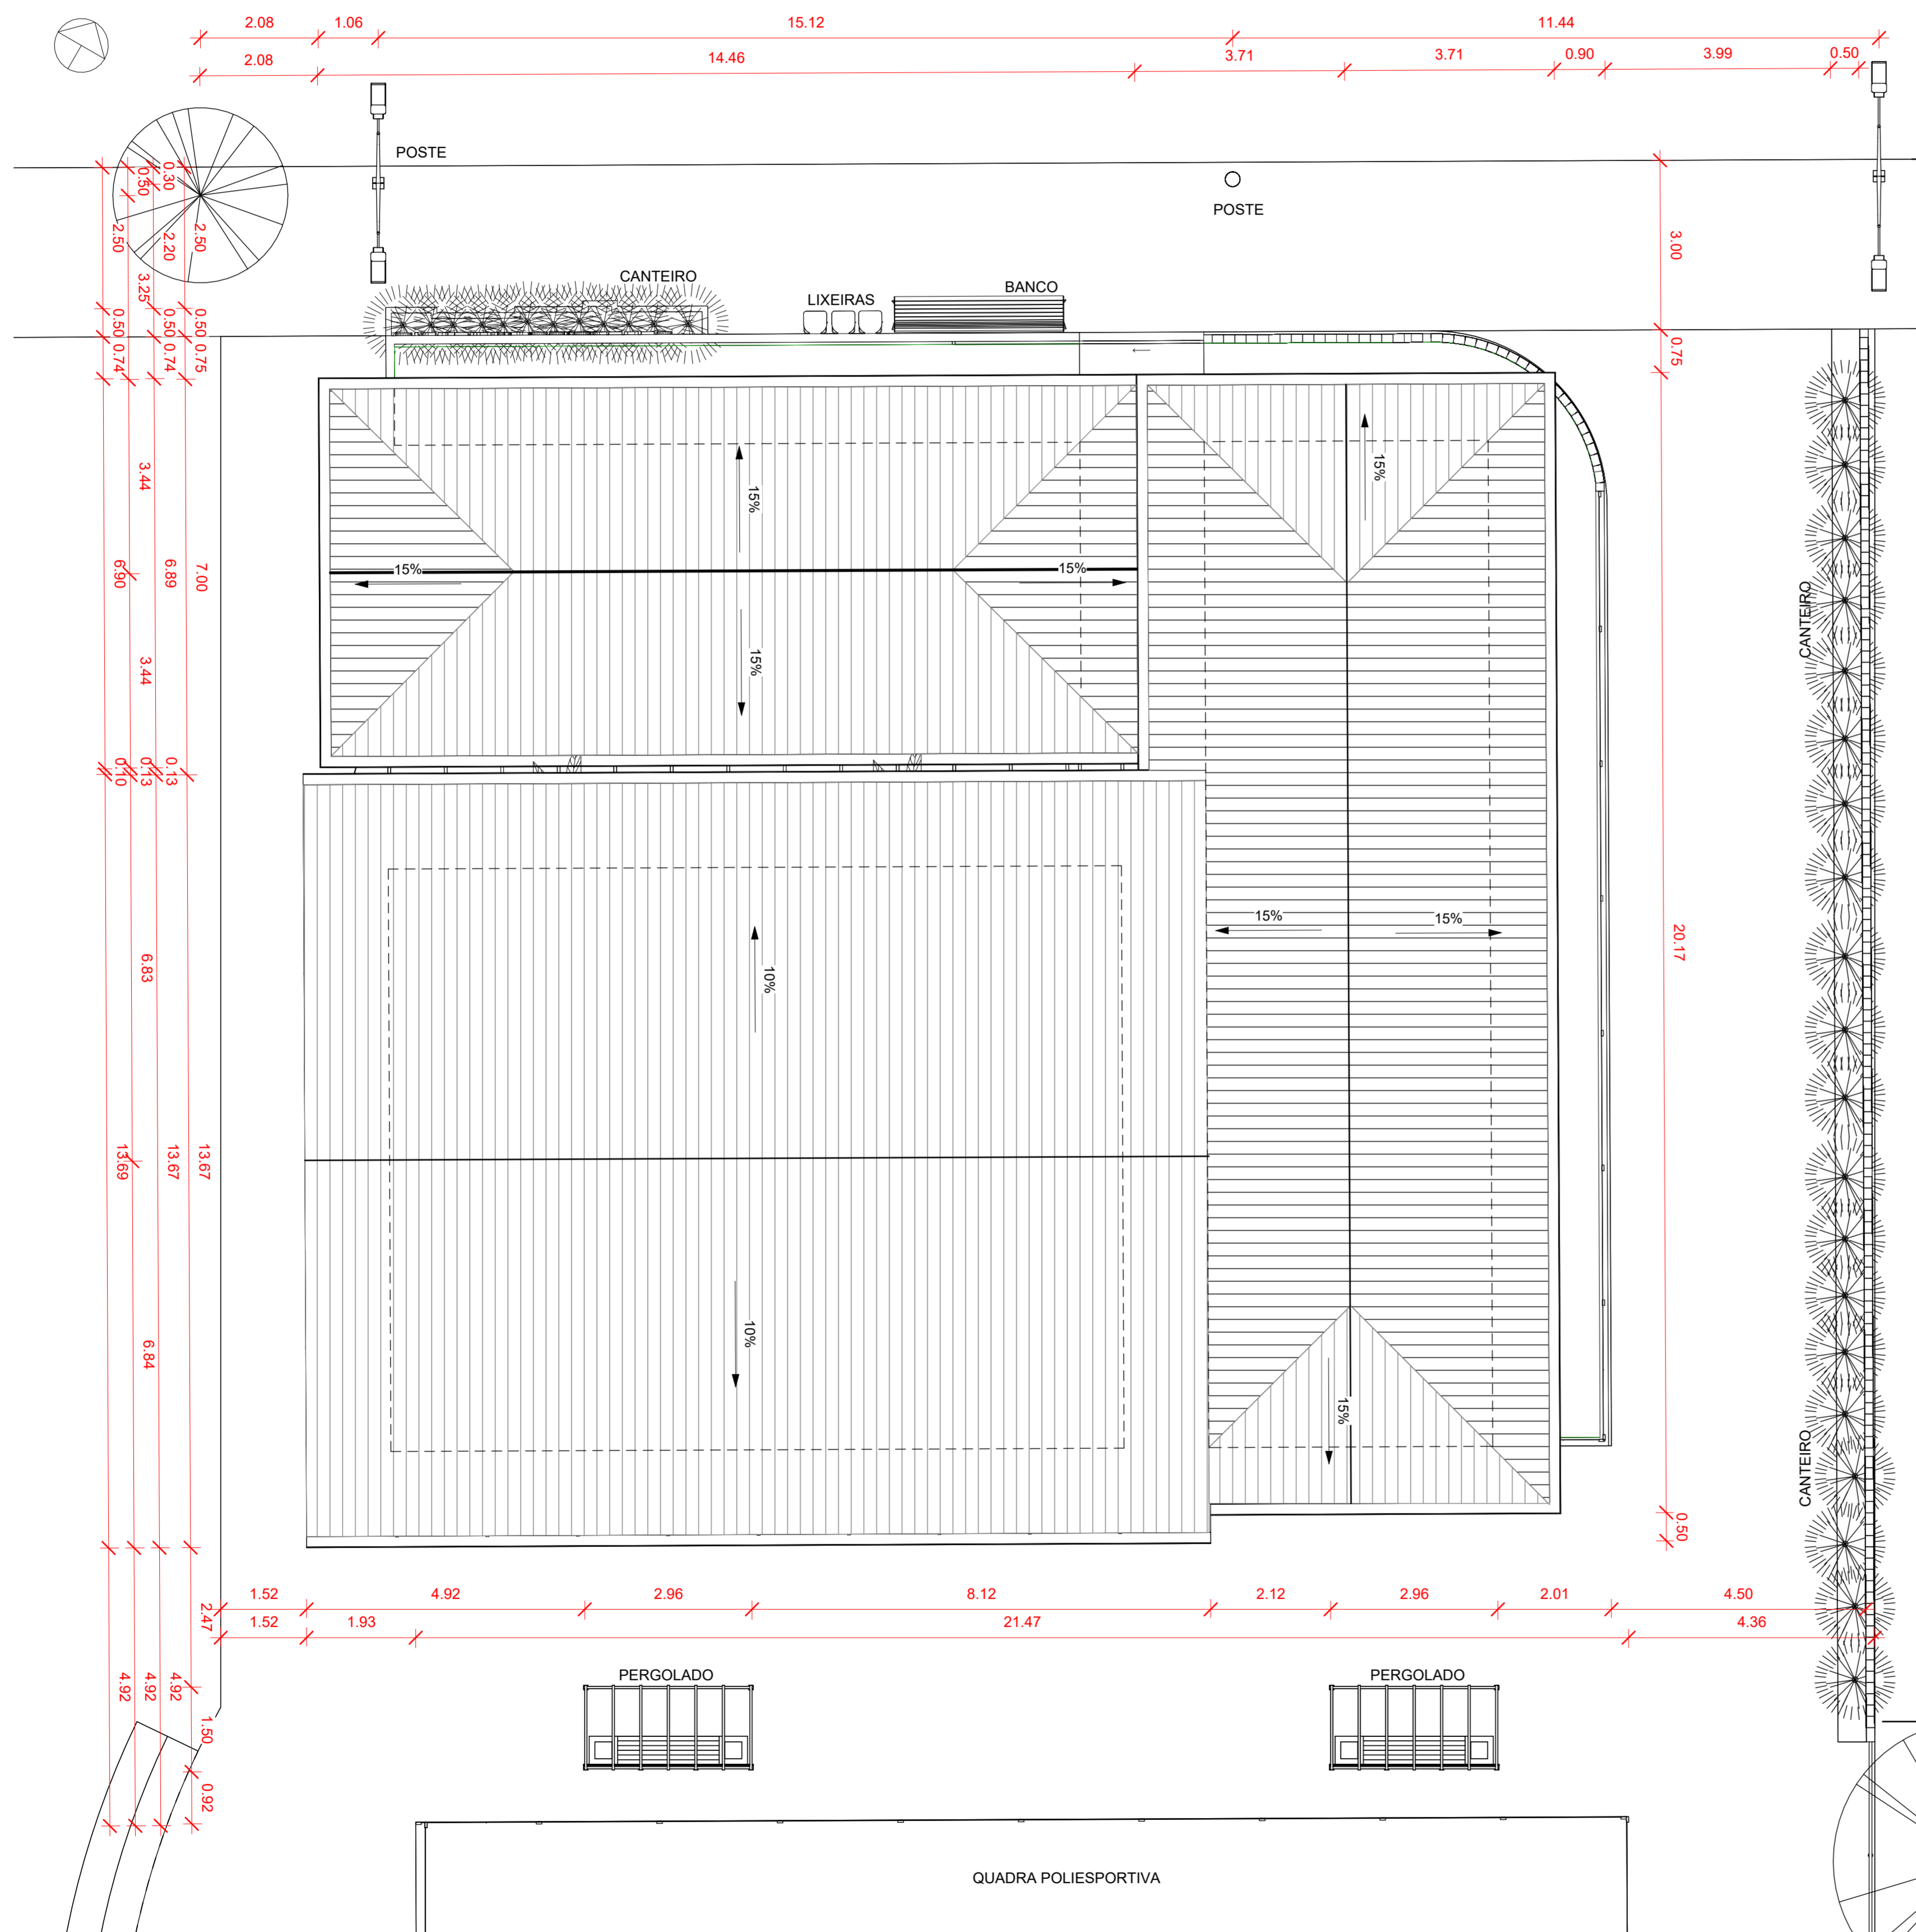 2.08 1.06 15.12 11.44
2.08 14.46 3.71 3.71 0.90 3.99 0.50
POSTE
POSTE
0.50 0.30
2.50 2.20 2.50
3.25
3.00
CANTEIRO
LIXEIRAS
BANCO
0.50 0.50 0.50
0.74 0.74 0.75
0.75
3.44
15%
15%
6.90 6.89 7.00
15%
15%
CANTEIRO
3.44
15%
0.10 0.13 0.13
6.83
10%
15%
15%
20.17
13.69 13.67 13.67
6.84
10%
15%
CANTEIRO
0.50
1.52 4.92 2.96 8.12 2.12 2.96 2.01 4.50
2.47
1.52 1.93 21.47 4.36
4.92 4.92 4.92
PERGOLADO
PERGOLADO
1.50
0.92
QUADRA POLIESPORTIVA